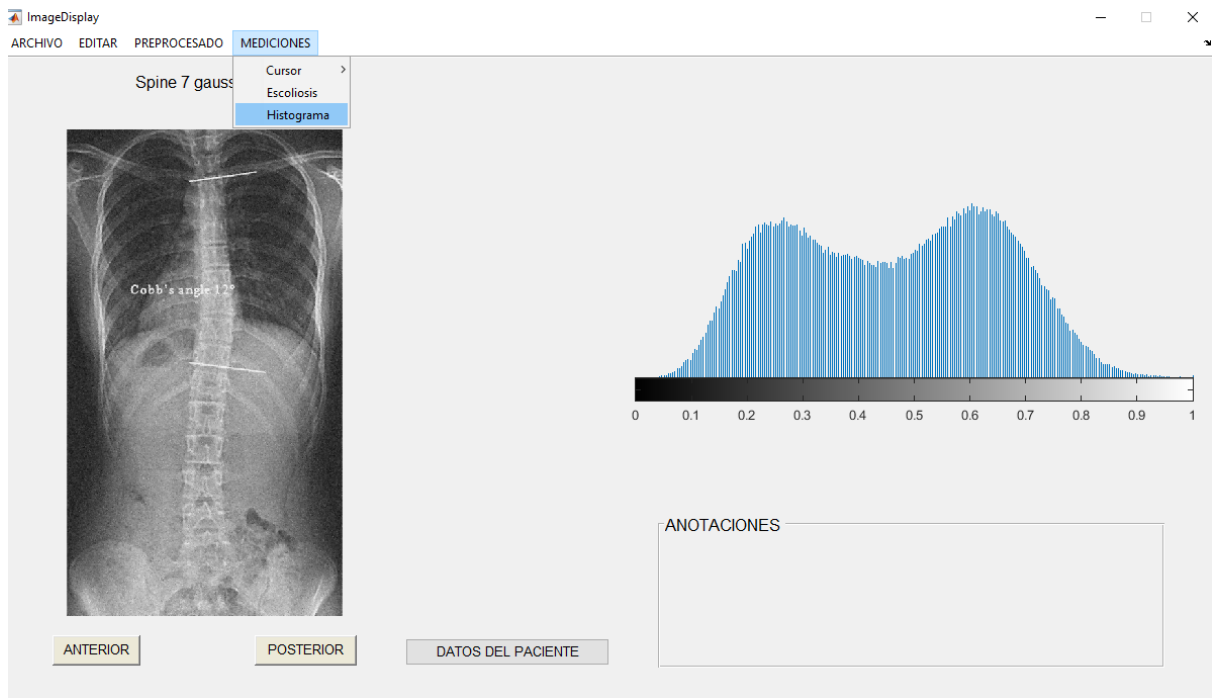 ImageDisplay
ARCHIVO EDITAR PREPROCESADO MEDICIONES
Cursor
Escoliosis
Histograma
Spine 7 gauss
Cobb's angle 12°
0 0.1 0.2 0.3 0.4 0.5 0.6 0.7 0.8 0.9 1
ANOTACIONES
ANTERIOR
POSTERIOR
DATOS DEL PACIENTE